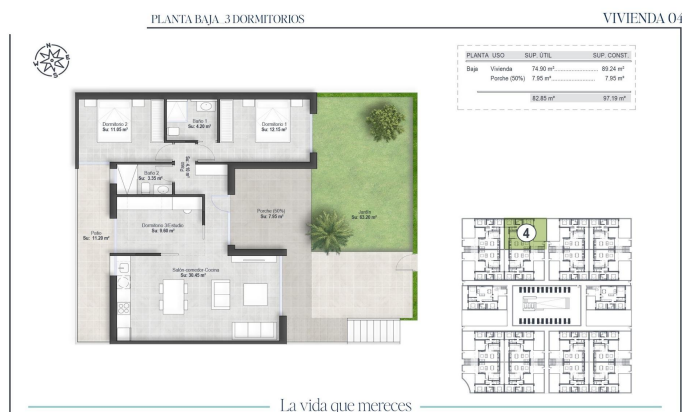 PLANTA BAJA .3 DORMITORIOS
VIVIENDA 04
N
E
S
W
PLANTA USO SUP. ÚTIL SUP. CONST.
Baja Vivienda 74.90 m².................... 89.24 m²
Porche (50%) 7.95 m².................... 7.95 m²
82.85 m² 97.19 m²
Dormitorio 2
Su: 11.05 m²
Baño 1
Su: 4.20 m²
Dormitorio 1
Su: 12.15 m²
Baño 2
Su: 3.35 m²
Paso
Patio
Su: 11.20 m²
Dormitorio 3/Estudio
Porche (50%)
Su: 7.95 m²
Jardín
Salón-comedor-Cocina
Su: 30.45 m²
4
La vida que mereces